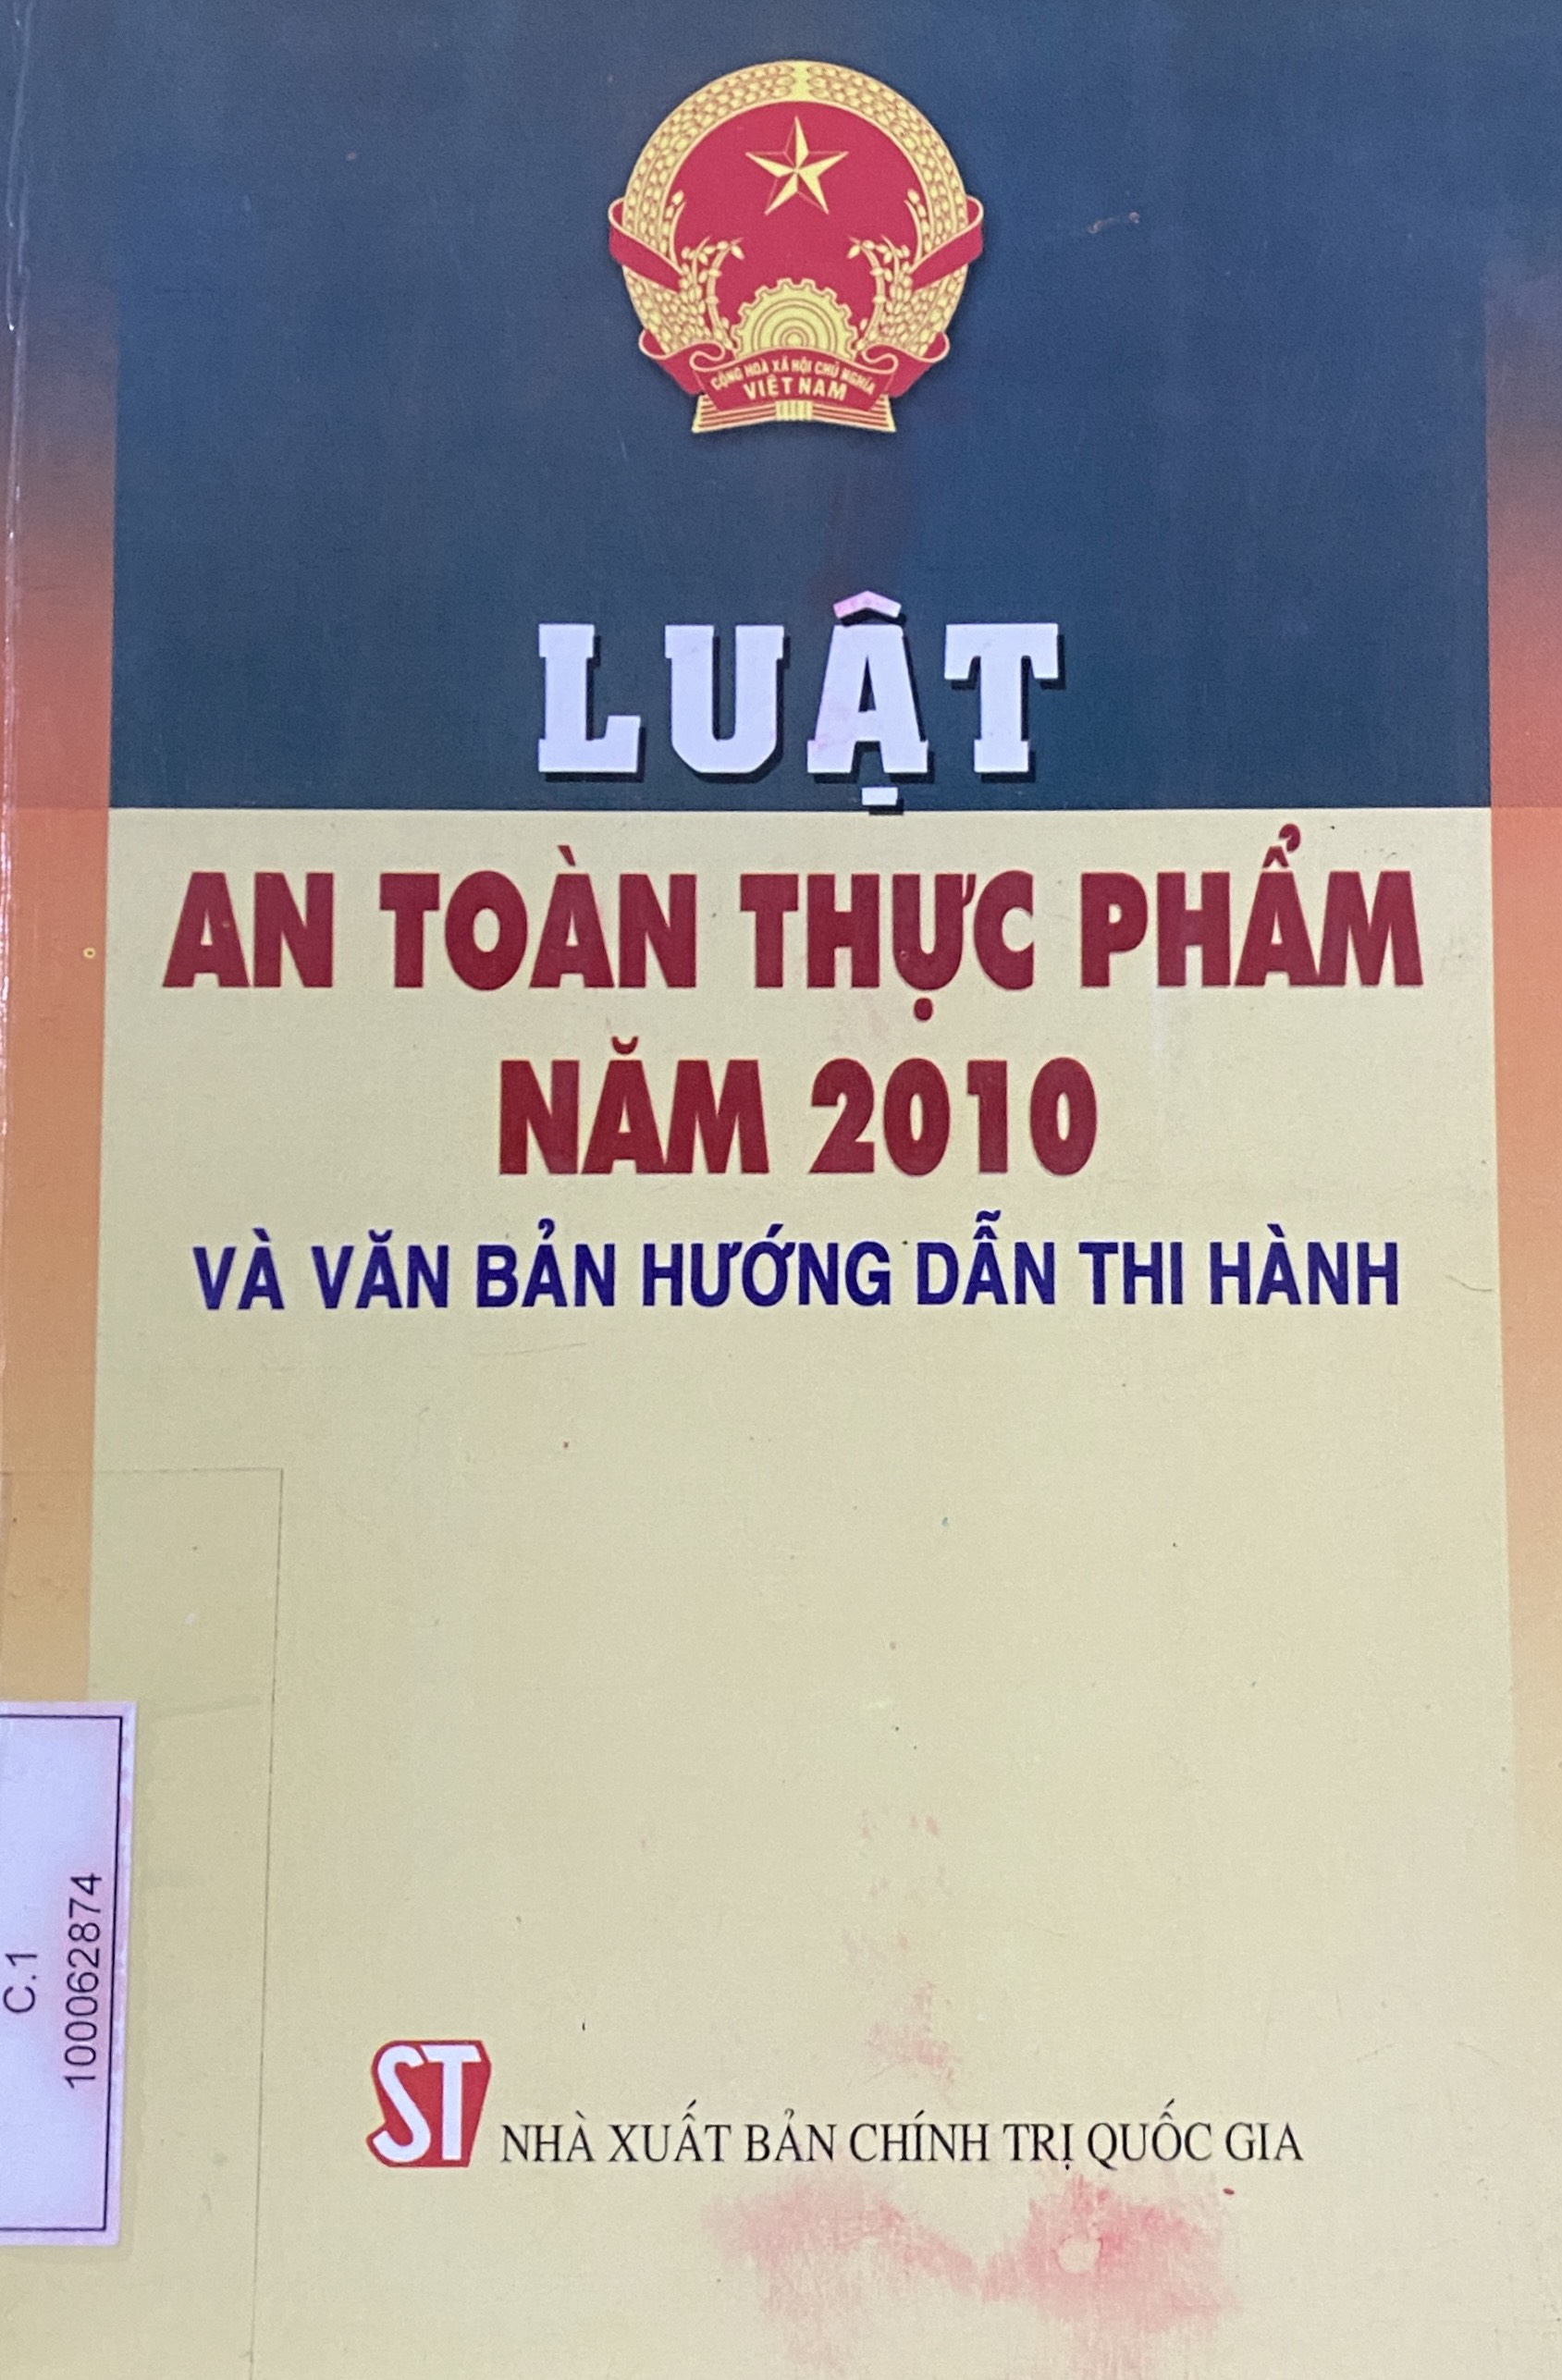 CỘNG HOÀ XÃ HỘI CHỦ NGHĨA
VIỆT NAM
LUẬT
AN TOÀN THỰC PHẨM
NĂM 2010
VÀ VĂN BẢN HƯỚNG DẪN THI HÀNH
C.1
10062874
ST
NHÀ XUẤT BẢN CHÍNH TRỊ QUỐC GIA